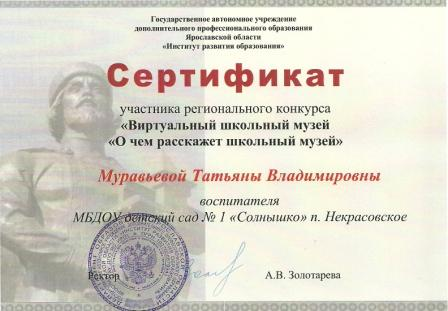 Государственное автономное учреждение
дополнительного профессионального образования
Ярославской области
«Институт развития образования»
Сертификат
участника регионального конкурса
«Виртуальный школьный музей
«О чем расскажет школьный музей»
Муравьевой Татьяны Владимировны
воспитателя
МБДОУ детский сад № 1 «Солнышко» п. Некрасовское
Ректор
А.В. Золотарева